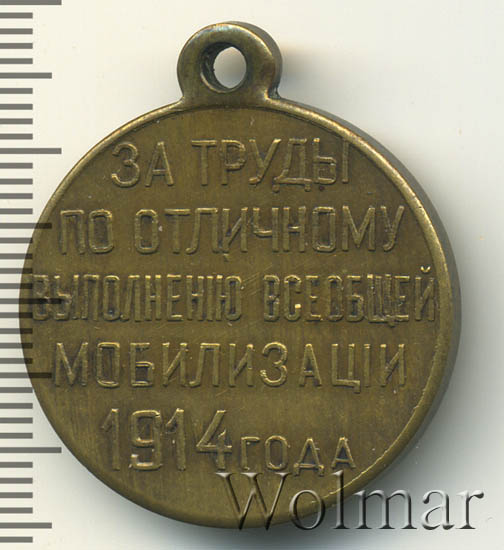 ЗА ТРУДЫ
ПО ОТЛИЧНОМУ
ВЫПОЛНЕНІЮ ВСЕОБЩЕЙ
МОБИЛИЗАЦІИ
1914 ГОДА
Wolmar